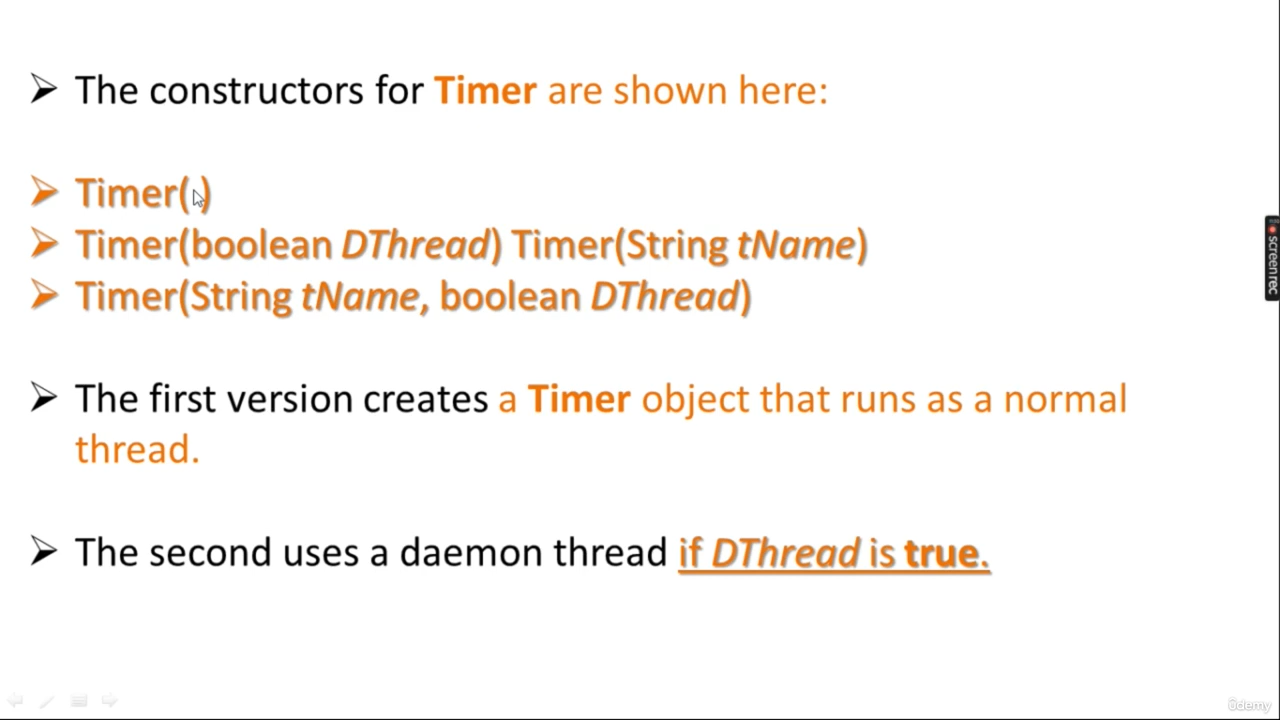 The constructors for Timer are shown here:
Timer( )
Timer(boolean DThread) Timer(String tName)
Timer(String tName, boolean DThread)
The first version creates a Timer object that runs as a normal
thread.
The second uses a daemon thread if DThread is true.
screenrec
ûdemy